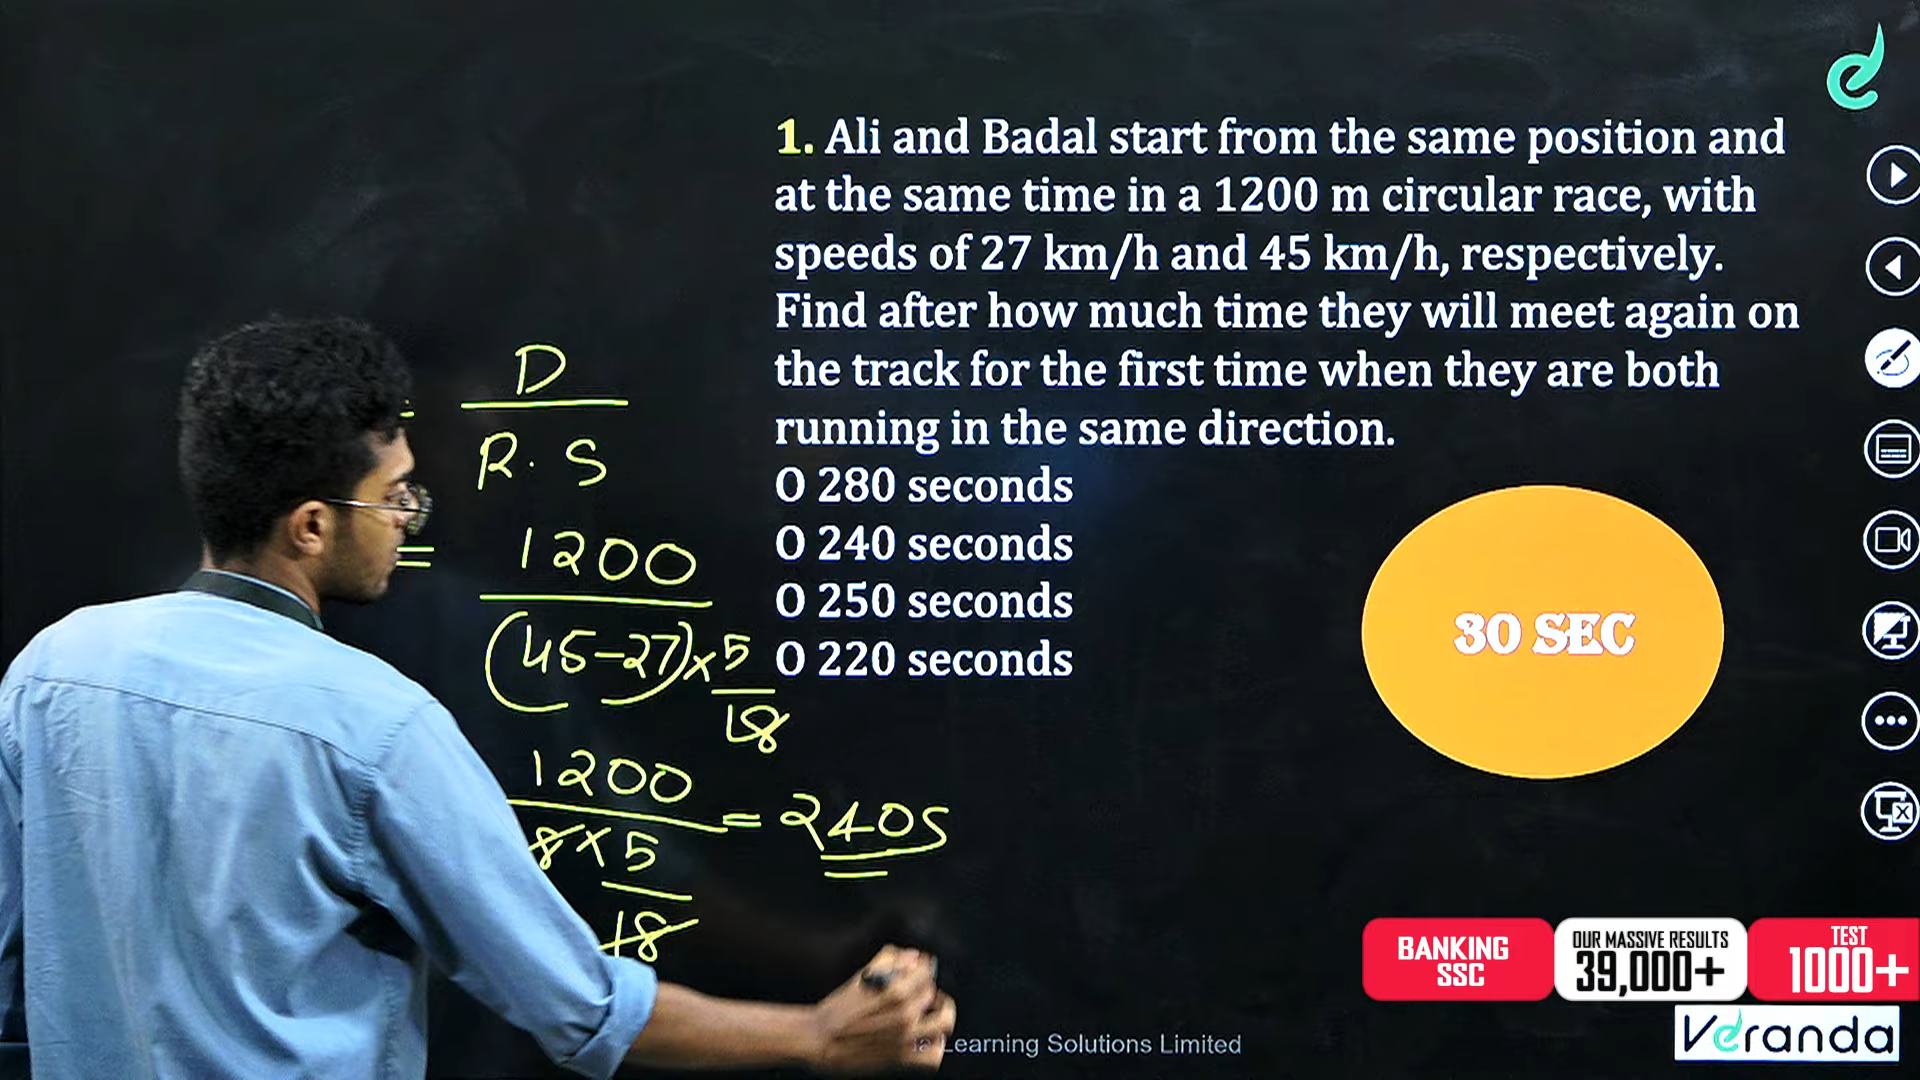 1. Ali and Badal start from the same position and
at the same time in a 1200 m circular race, with
speeds of 27 km/h and 45 km/h, respectively.
Find after how much time they will meet again on
the track for the first time when they are both
running in the same direction.
O 280 seconds
O 240 seconds
O 250 seconds
O 220 seconds
D
R. S
= 1200
(45-27)×5
18
1200
8×5
18
= 240s
30 SEC
BANKING
SSC
OUR MASSIVE RESULTS
39,000+
TEST
1000+
Veranda
Learning Solutions Limited